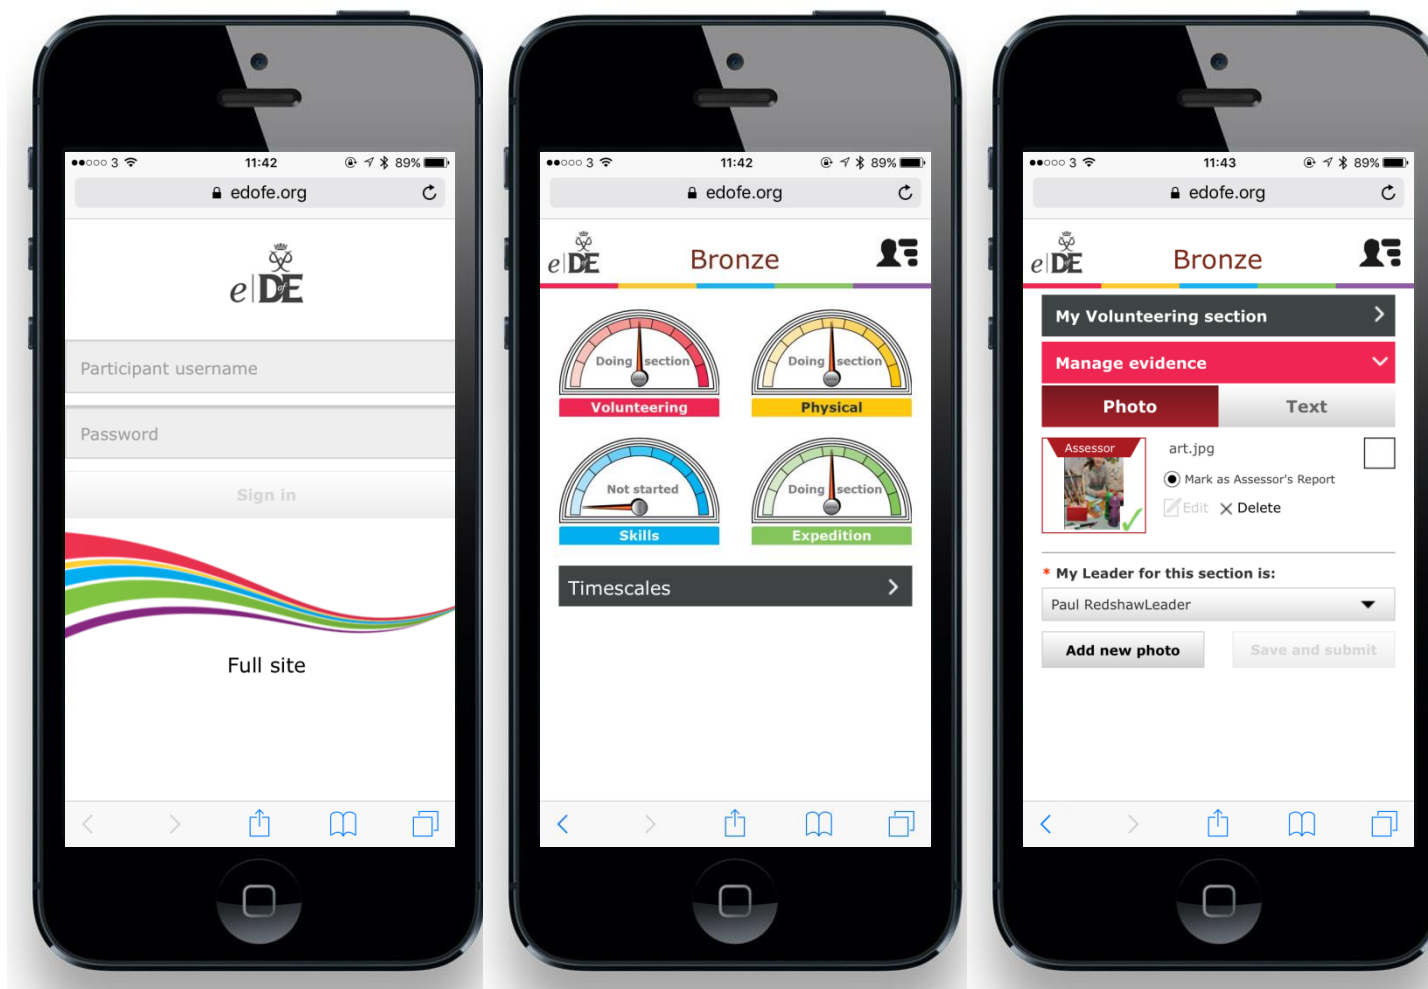 3 11:42 89%
edofe.org
e DofE
Participant username
Password
Sign in
Full site
3 11:42 89%
edofe.org
e DofE
Bronze
Doing section
Volunteering
Doing section
Physical
Not started
Skills
Doing section
Expedition
Timescales
3 11:43 89%
edofe.org
e DofE
Bronze
My Volunteering section
Manage evidence
Photo
Text
Assessor
art.jpg
Mark as Assessor's Report
Edit
Delete
* My Leader for this section is:
Paul RedshawLeader
Add new photo
Save and submit